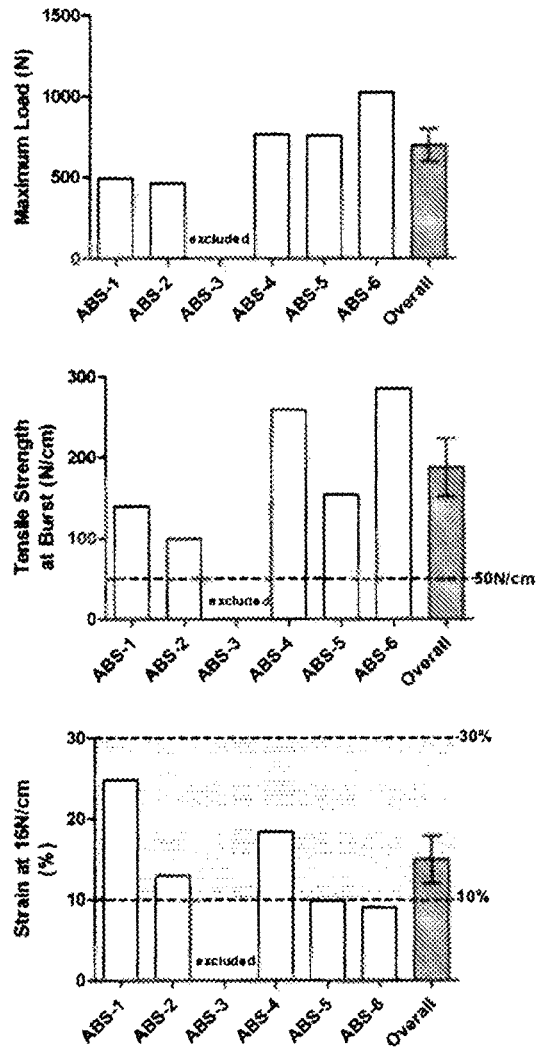 Maximum Load (N)
1500
1000
500
0
excluded
ABS-1
ABS-2
ABS-3
ABS-4
ABS-5
ABS-6
Overall
Tensile Strength
at Burst (N/cm)
300
200
100
0
50N/cm
excluded
ABS-1
ABS-2
ABS-3
ABS-4
ABS-5
ABS-6
Overall
Strain at 16N/cm
(%)
30
20
10
0
30%
10%
excluded
ABS-1
ABS-2
ABS-3
ABS-4
ABS-5
ABS-6
Overall